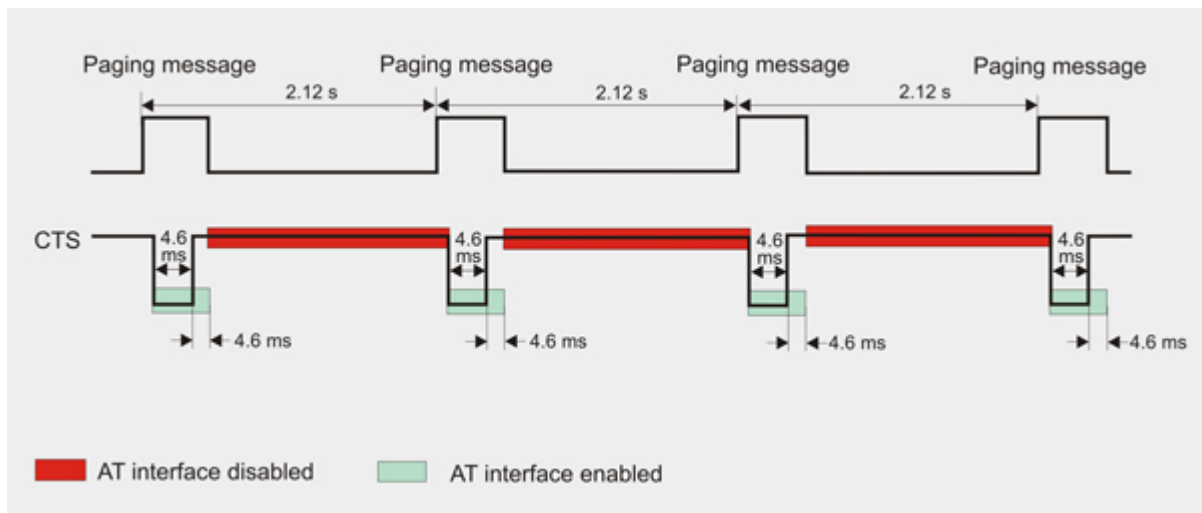 Paging message
Paging message
Paging message
Paging message
2.12 s
2.12 s
2.12 s
CTS
4.6
ms
4.6
ms
4.6
ms
4.6
ms
4.6 ms
4.6 ms
4.6 ms
4.6 ms
AT interface disabled
AT interface enabled